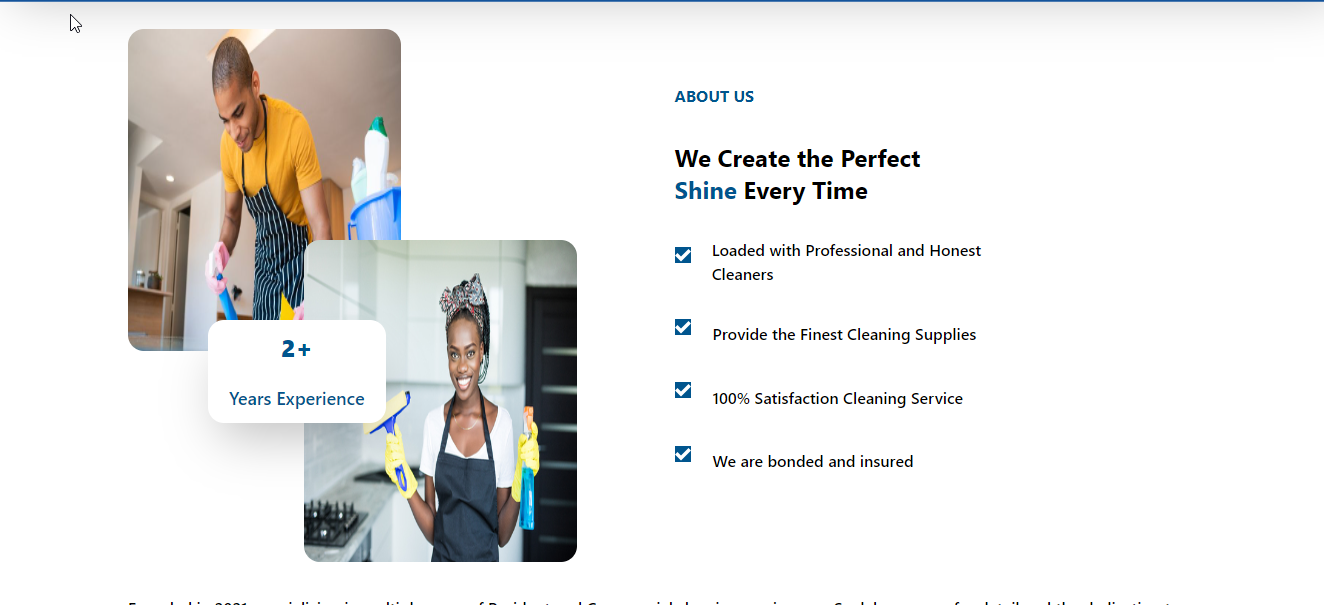 ABOUT US
We Create the Perfect
Shine Every Time
Loaded with Professional and Honest
Cleaners
Provide the Finest Cleaning Supplies
100% Satisfaction Cleaning Service
We are bonded and insured
2+
Years Experience